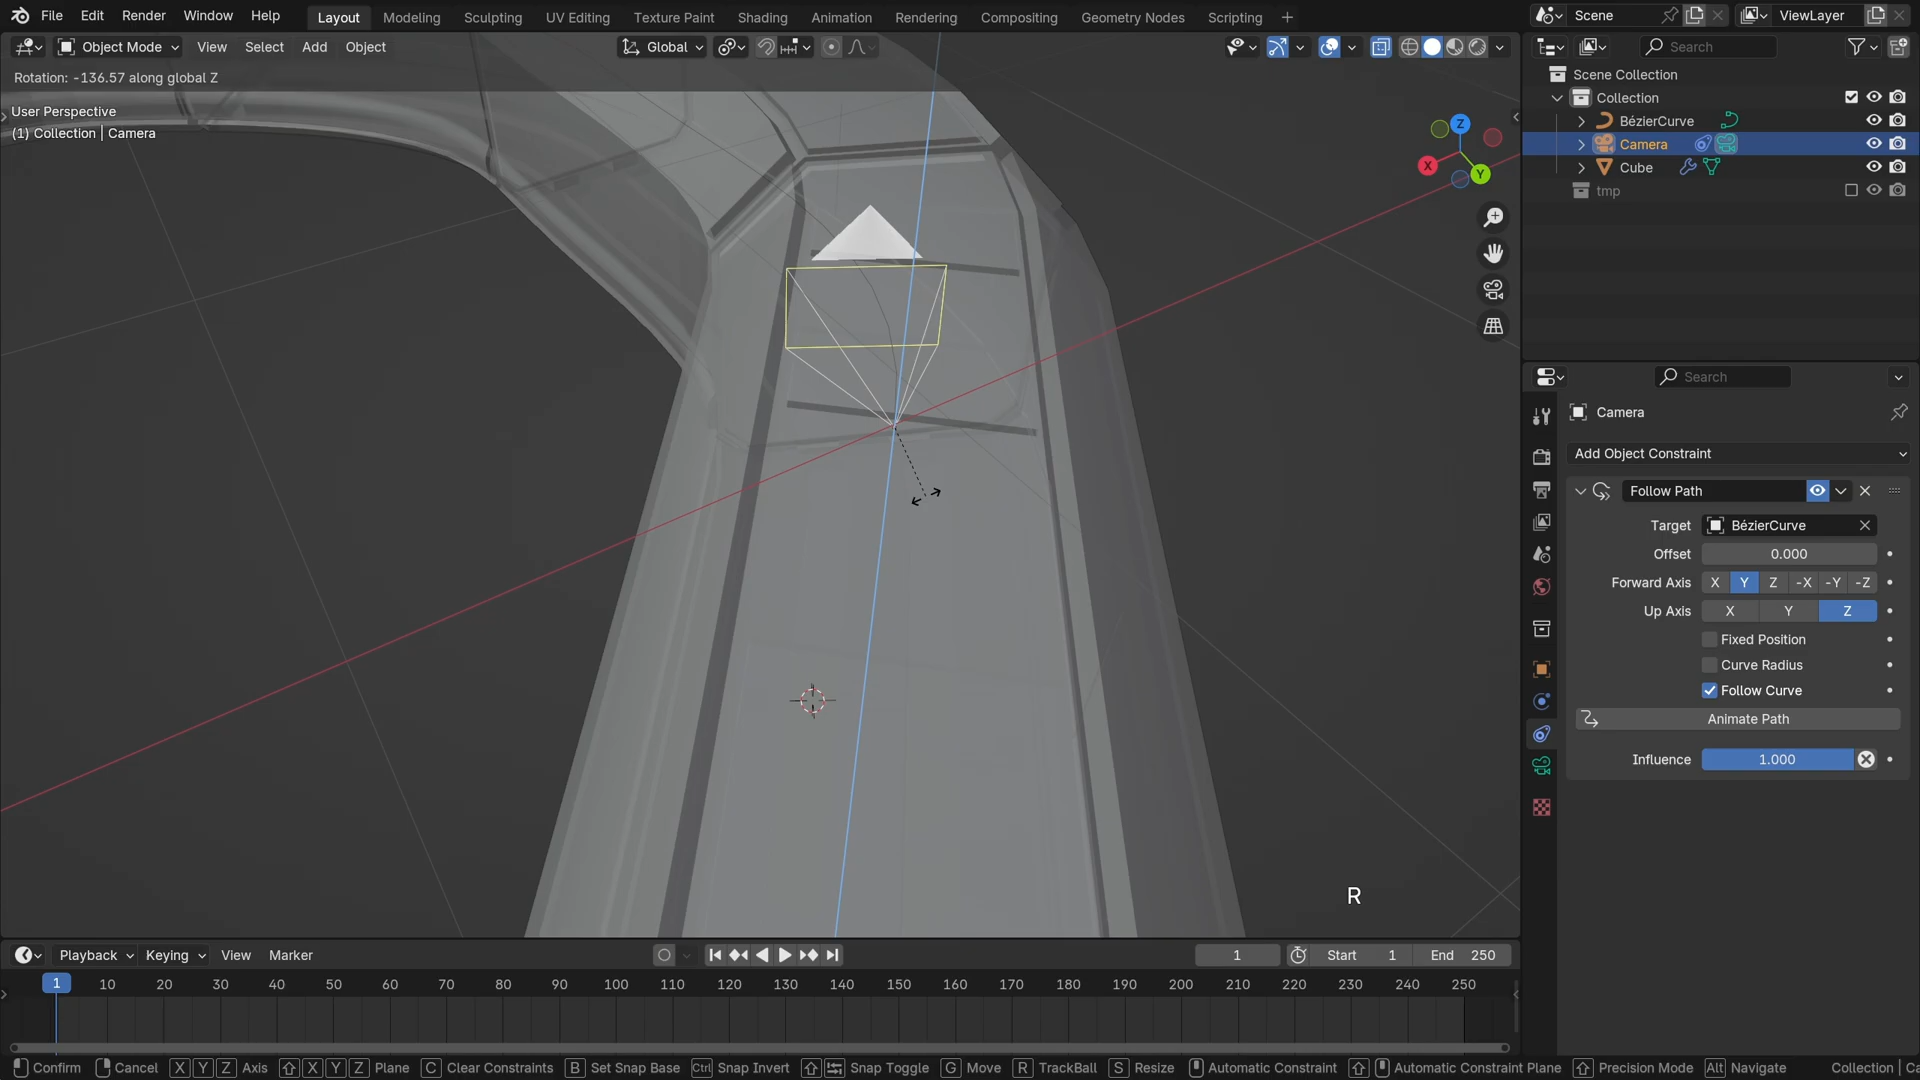 File Edit Render Window Help Layout Modeling Sculpting UV Editing Texture Paint Shading Animation Rendering Compositing Geometry Nodes Scripting + Scene ViewLayer
Object Mode View Select Add Object Global Search
Rotation: -136.57 along global Z
Scene Collection
Collection
User Perspective
(1) Collection | Camera
BézierCurve
Camera
Cube
tmp
Z
X
Y
Search
Camera
Add Object Constraint
Follow Path
Target BézierCurve
Offset 0.000
Forward Axis X Y Z -X -Y -Z
Up Axis X Y Z
Fixed Position
Curve Radius
Follow Curve
Animate Path
Influence 1.000
R
Playback Keying View Marker 1 Start 1 End 250
1 10 20 30 40 50 60 70 80 90 100 110 120 130 140 150 160 170 180 190 200 210 220 230 240 250
Confirm Cancel X Y Z Axis X Y Z Plane C Clear Constraints B Set Snap Base Ctrl Snap Invert Snap Toggle G Move R TrackBall S Resize Automatic Constraint Automatic Constraint Plane Precision Mode Alt Navigate Collection | Ca